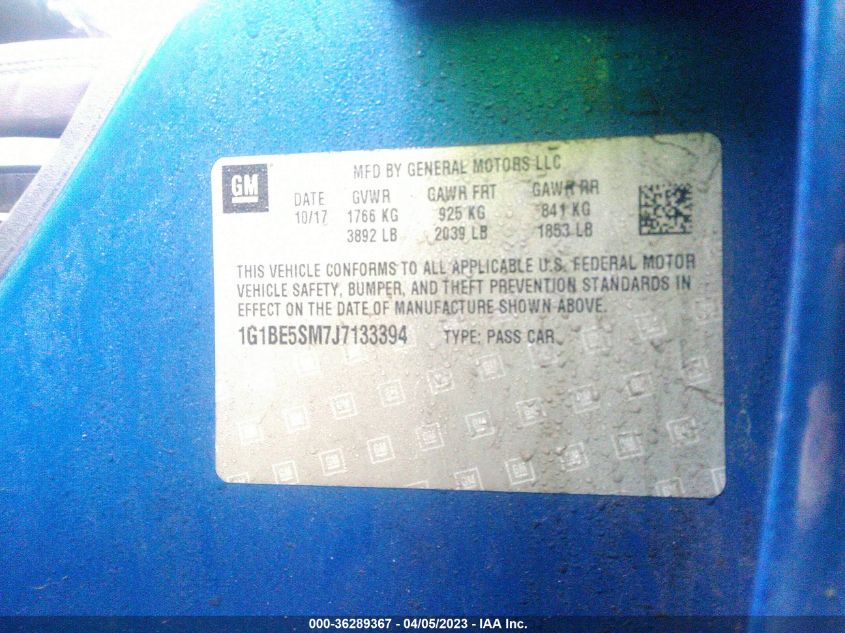 MFD BY GENERAL MOTORS LLC
GM
DATE GVWR GAWR FRT GAWR RR
10/17 1766 KG 925 KG 841 KG
3892 LB 2039 LB 1853 LB
THIS VEHICLE CONFORMS TO ALL APPLICABLE U.S. FEDERAL MOTOR
VEHICLE SAFETY, BUMPER, AND THEFT PREVENTION STANDARDS IN
EFFECT ON THE DATE OF MANUFACTURE SHOWN ABOVE.
1G1BE5SM7J7133394 TYPE: PASS CAR
000-36289367 - 04/05/2023 - IAA Inc.